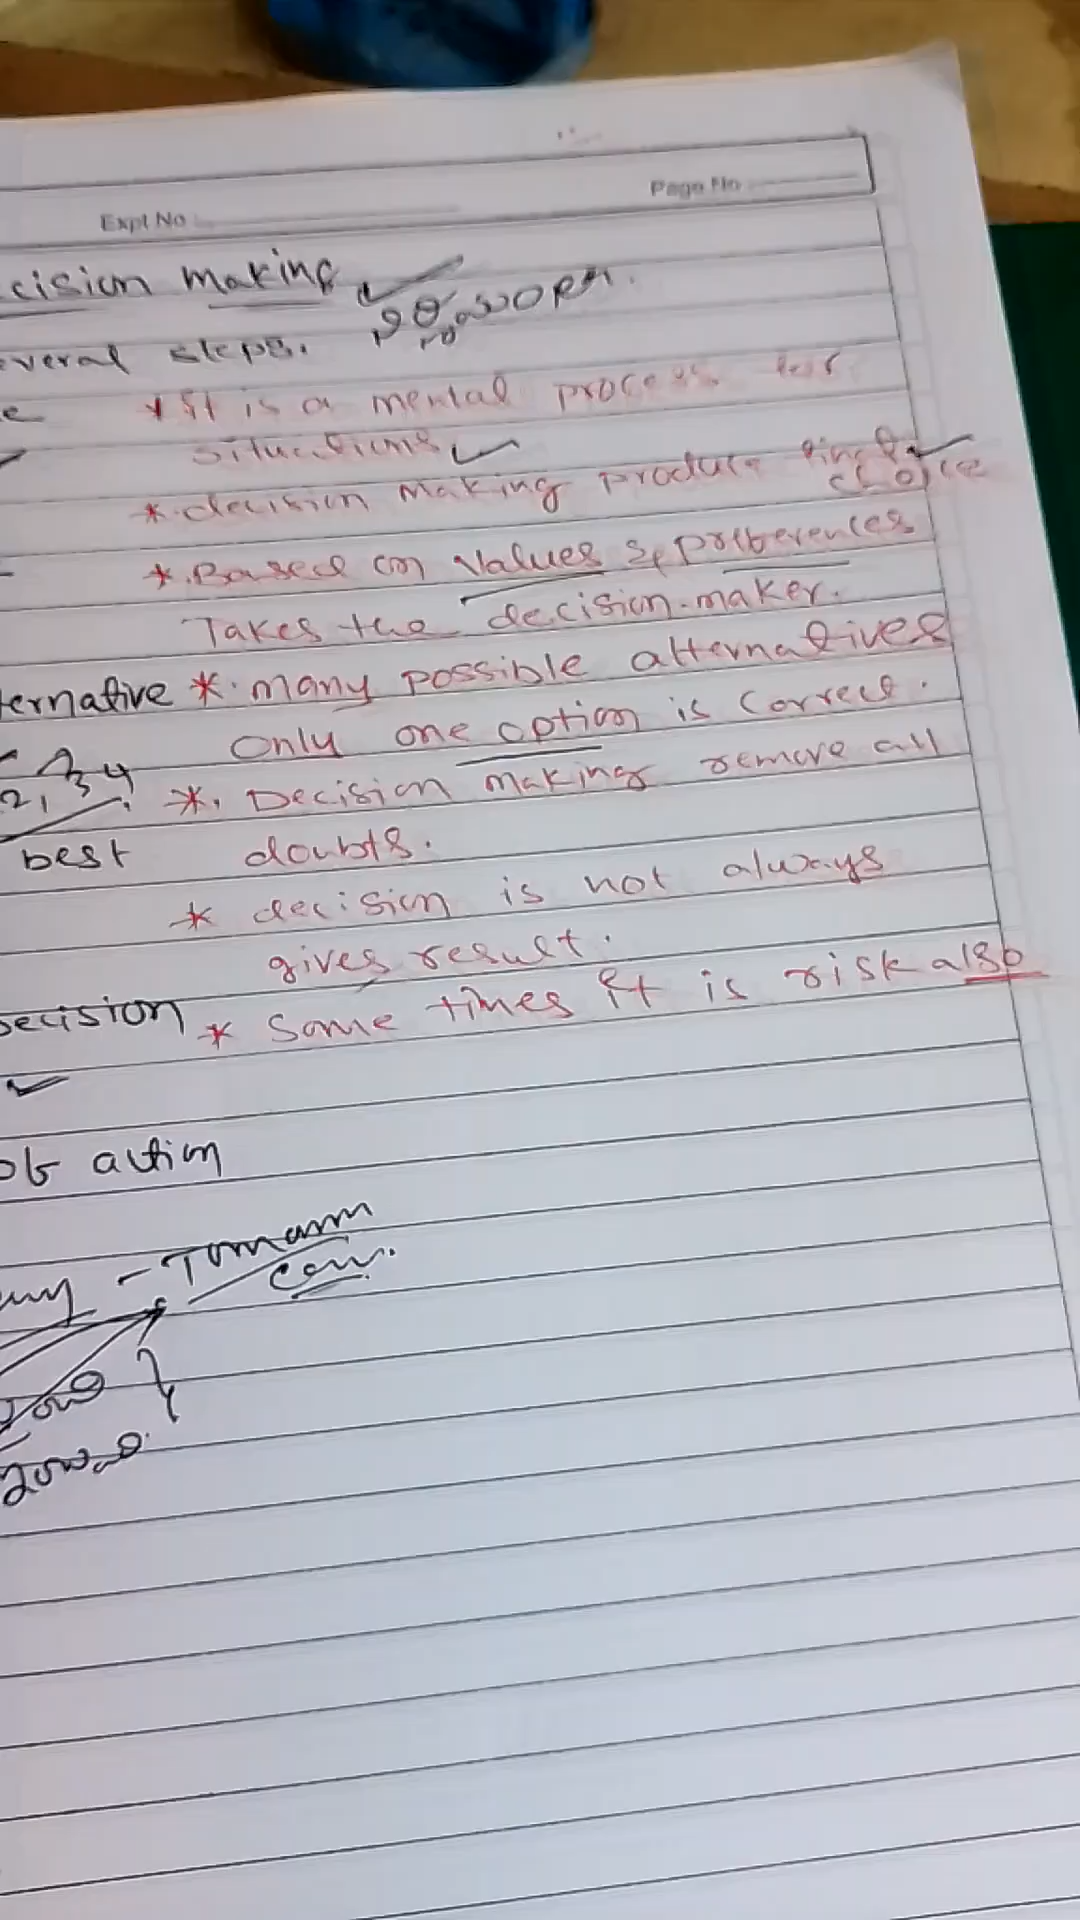 Page No
Expt No
cision making
everal steps.
e * It is a mental process for
situations
* decision making produce final
choice
* Based on values & preferences
Takes the decision-maker.
ternative * many possible alternatives
Only one option is correct.
2, 3 4
* Decision making remove all
best doubts.
* decision is not always
gives result.
ecision * Some times it is risk also
of action